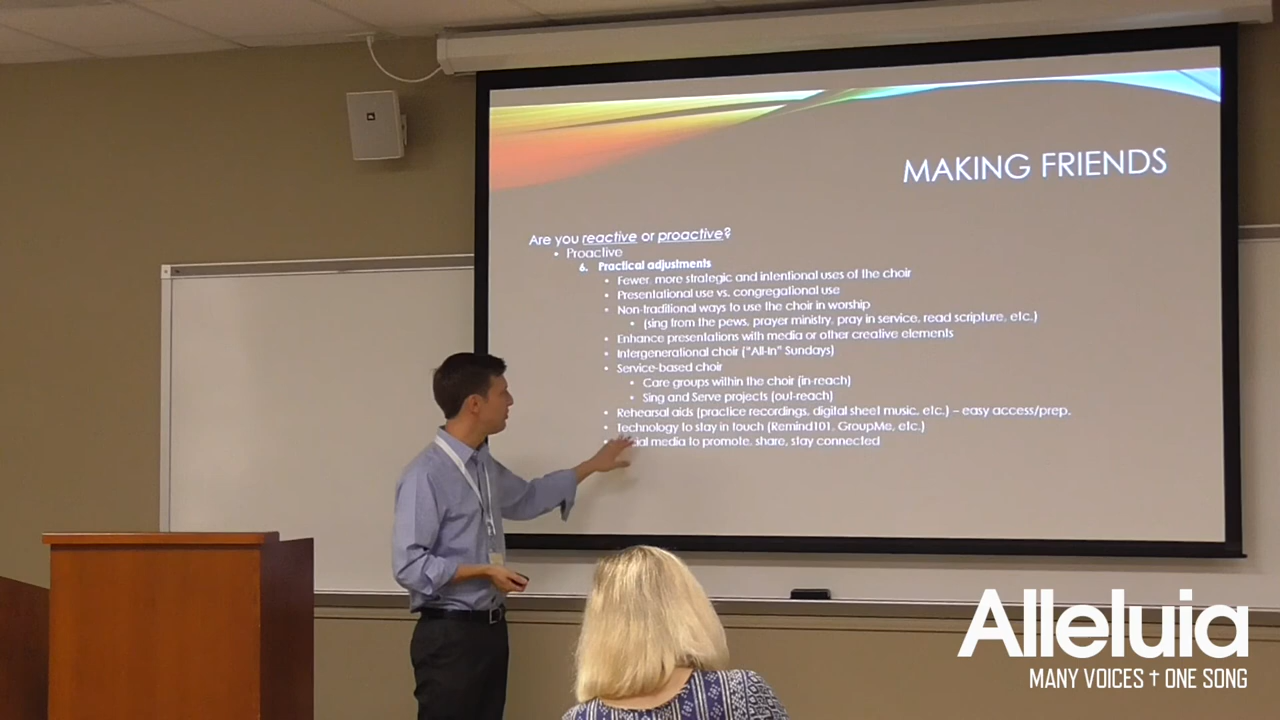 MAKING FRIENDS
Are you reactive or proactive?
• Proactive
6. Practical adjustments
• Fewer, more strategic and intentional uses of the choir
• Presentational use vs. congregational use
• Non-traditional ways to use the choir in worship
• (sing from the pews, prayer ministry, pray in service, read scripture, etc.)
• Enhance presentations with media or other creative elements
• Intergenerational choir ("All-In" Sundays)
• Service-based choir
• Care groups within the choir (in-reach)
• Sing and Serve projects (out-reach)
• Rehearsal aids (practice recordings, digital sheet music, etc.) – easy access/prep.
• Technology to stay in touch (Remind101, GroupMe, etc.)
media to promote, share, stay connected
Alleluia
MANY VOICES † ONE SONG